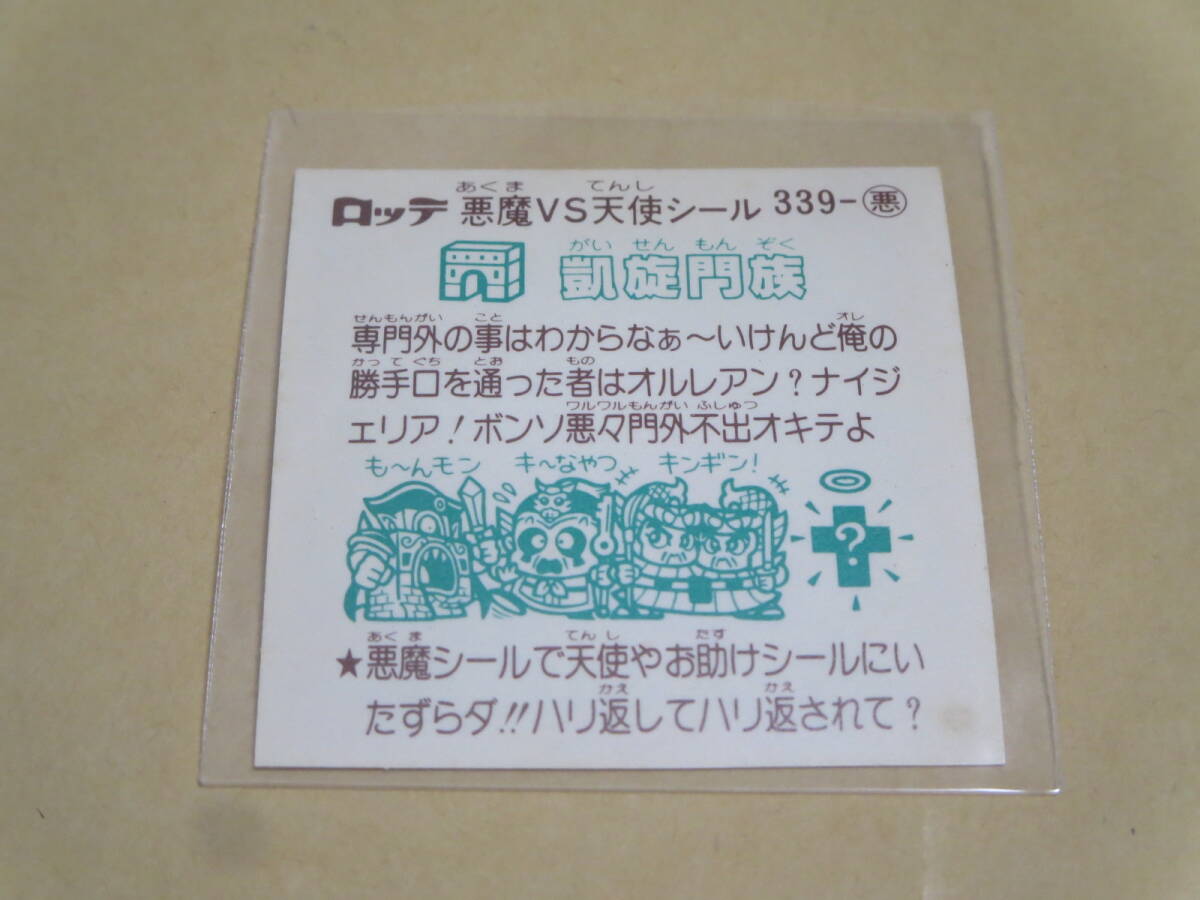 あくま てんし
ロッテ 悪魔VS天使シール 339-悪
がい せん もん ぞく
凱旋門族
せんもんがい こと オレ
専門外の事はわからなぁ〜いけんど俺の
かって ぐち とお もの
勝手口を通った者はオルレアン?ナイジ
ワルワルもんがい ふしゅつ
ェリア!ボンソ悪々門外不出オキテよ
も〜んモン キ〜なやつ キンギン!
?
あくま てんし たす
★悪魔シールで天使やお助けシールにい
かえ かえ
たずらダ!!ハリ返してハリ返されて?